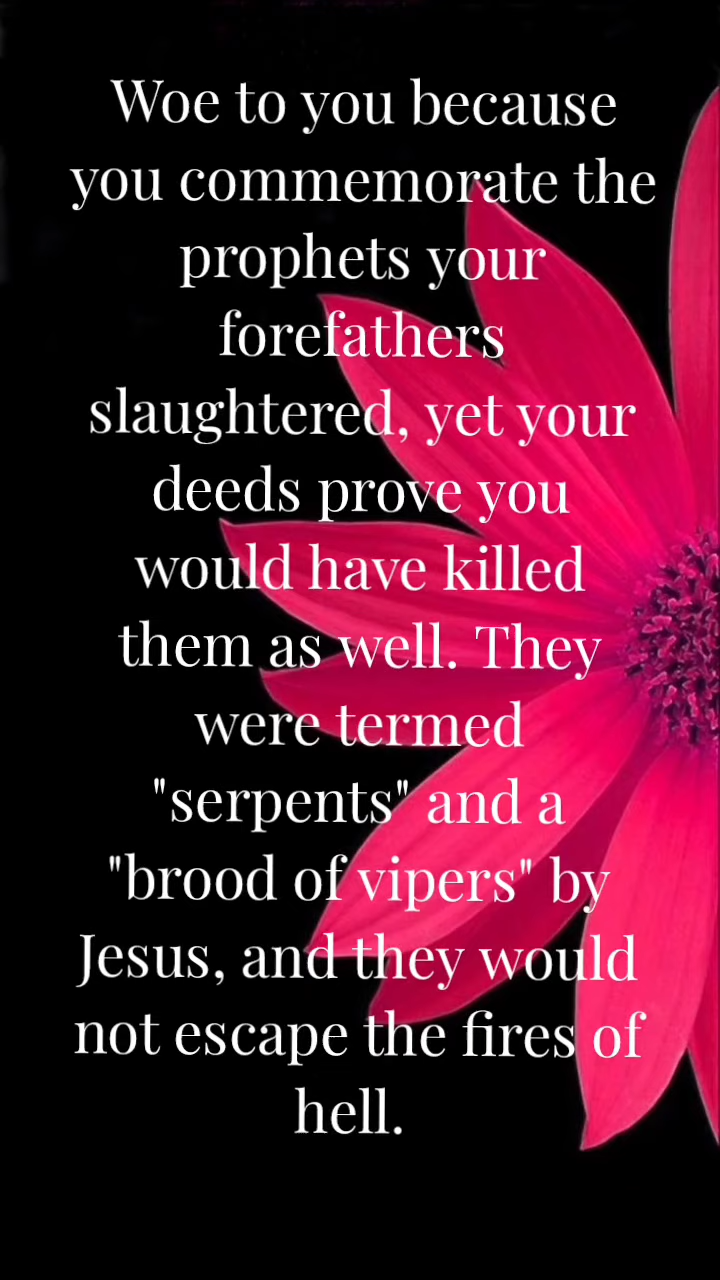 Woe to you because
you commemorate the
prophets your
forefathers
slaughtered, yet your
deeds prove you
would have killed
them as well. They
were termed
"serpents" and a
"brood of vipers" by
Jesus, and they would
not escape the fires of
hell.